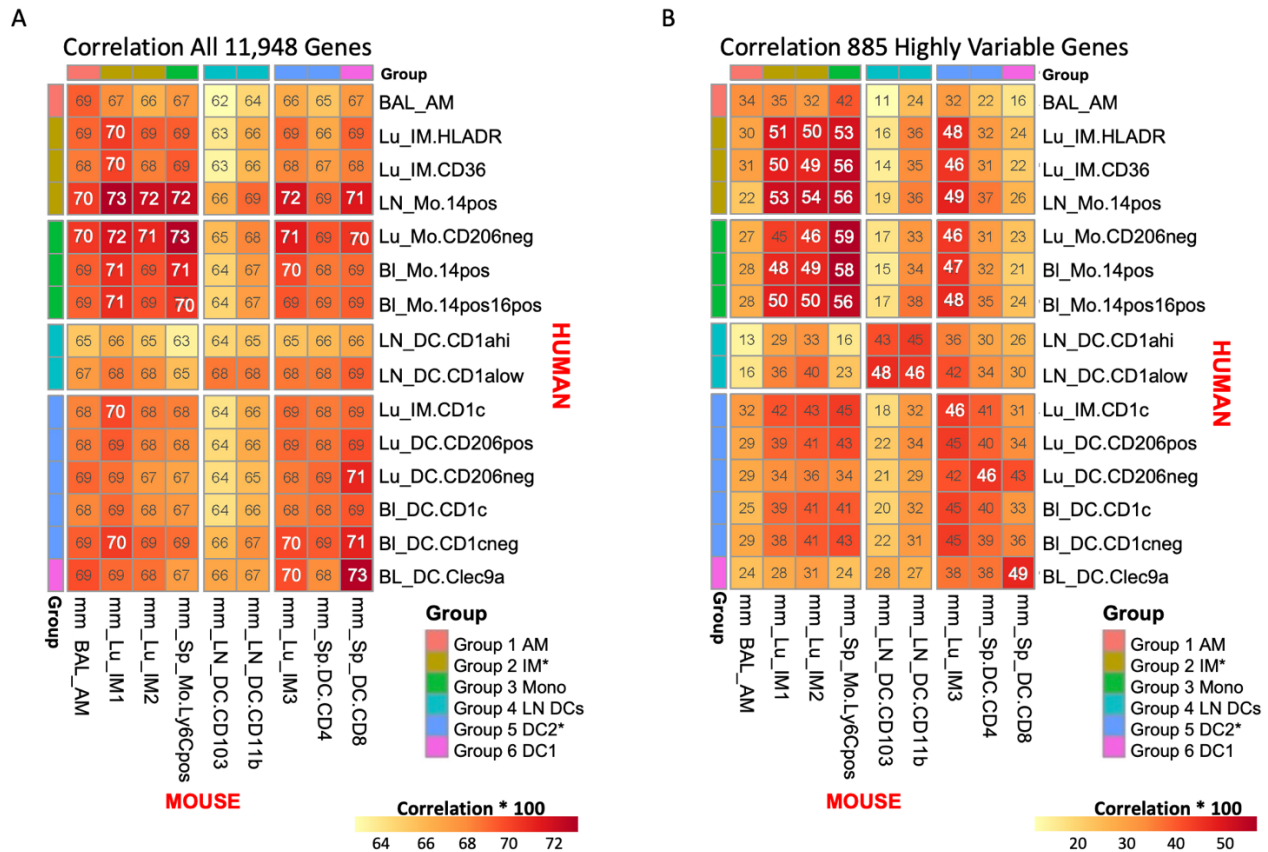 A
Correlation All 11,948 Genes
Group
69 67 66 67 62 64 66 65 67 BAL_AM
69 70 69 69 63 66 69 66 69 Lu_IM.HLADR
68 70 68 69 63 66 68 67 68 Lu_IM.CD36
70 73 72 72 66 69 72 69 71 LN_Mo.14pos
70 72 71 73 65 68 71 69 70 Lu_Mo.CD206neg
69 71 69 71 64 67 70 68 69 Bl_Mo.14pos
69 71 69 70 64 67 69 69 69 Bl_Mo.14pos16pos
65 66 65 63 64 65 65 66 66 LN_DC.CD1ahi
67 68 68 65 68 68 68 68 69 LN_DC.CD1alow
68 70 68 68 64 66 69 68 69 Lu_IM.CD1c
68 69 68 68 64 66 69 68 69 Lu_DC.CD206pos
69 69 67 67 64 65 68 68 71 Lu_DC.CD206neg
68 69 68 68 64 66 68 68 69 Bl_DC.CD1c
69 70 69 69 66 67 70 69 71 Bl_DC.CD1cneg
69 69 68 67 66 66 70 68 73 BL_DC.Clec9a
HUMAN
Group
mm_BAL_AM
mm_Lu_IM1
mm_Lu_IM2
mm_Sp_Mo.Ly6Cpos
mm_LN_DC.CD103
mm_LN_DC.CD11b
mm_Lu_IM3
mm_Sp.DC.CD4
mm_Sp_DC.CD8
MOUSE
Group
Group 1 AM
Group 2 IM*
Group 3 Mono
Group 4 LN DCs
Group 5 DC2*
Group 6 DC1
Correlation * 100
64 66 68 70 72
B
Correlation 885 Highly Variable Genes
Group
34 35 32 42 11 24 32 22 16 BAL_AM
30 51 50 53 16 36 48 32 24 Lu_IM.HLADR
31 50 49 56 14 35 46 31 22 Lu_IM.CD36
22 53 54 56 19 36 49 37 26 LN_Mo.14pos
27 45 46 59 17 33 46 31 23 Lu_Mo.CD206neg
28 48 49 58 15 34 47 32 21 Bl_Mo.14pos
28 50 50 56 17 38 48 35 24 Bl_Mo.14pos16pos
13 29 33 16 43 45 36 30 26 LN_DC.CD1ahi
16 36 40 23 48 46 42 34 30 LN_DC.CD1alow
32 42 43 45 18 32 46 41 31 Lu_IM.CD1c
29 39 41 43 22 34 45 40 34 Lu_DC.CD206pos
29 34 36 34 21 29 42 46 43 Lu_DC.CD206neg
25 39 41 41 20 32 45 40 33 Bl_DC.CD1c
29 38 41 43 22 31 45 39 36 Bl_DC.CD1cneg
24 28 31 24 28 27 38 38 49 BL_DC.Clec9a
HUMAN
Group
mm_BAL_AM
mm_Lu_IM1
mm_Lu_IM2
mm_Sp_Mo.Ly6Cpos
mm_LN_DC.CD103
mm_LN_DC.CD11b
mm_Lu_IM3
mm_Sp.DC.CD4
mm_Sp_DC.CD8
MOUSE
Group
Group 1 AM
Group 2 IM*
Group 3 Mono
Group 4 LN DCs
Group 5 DC2*
Group 6 DC1
Correlation * 100
20 30 40 50